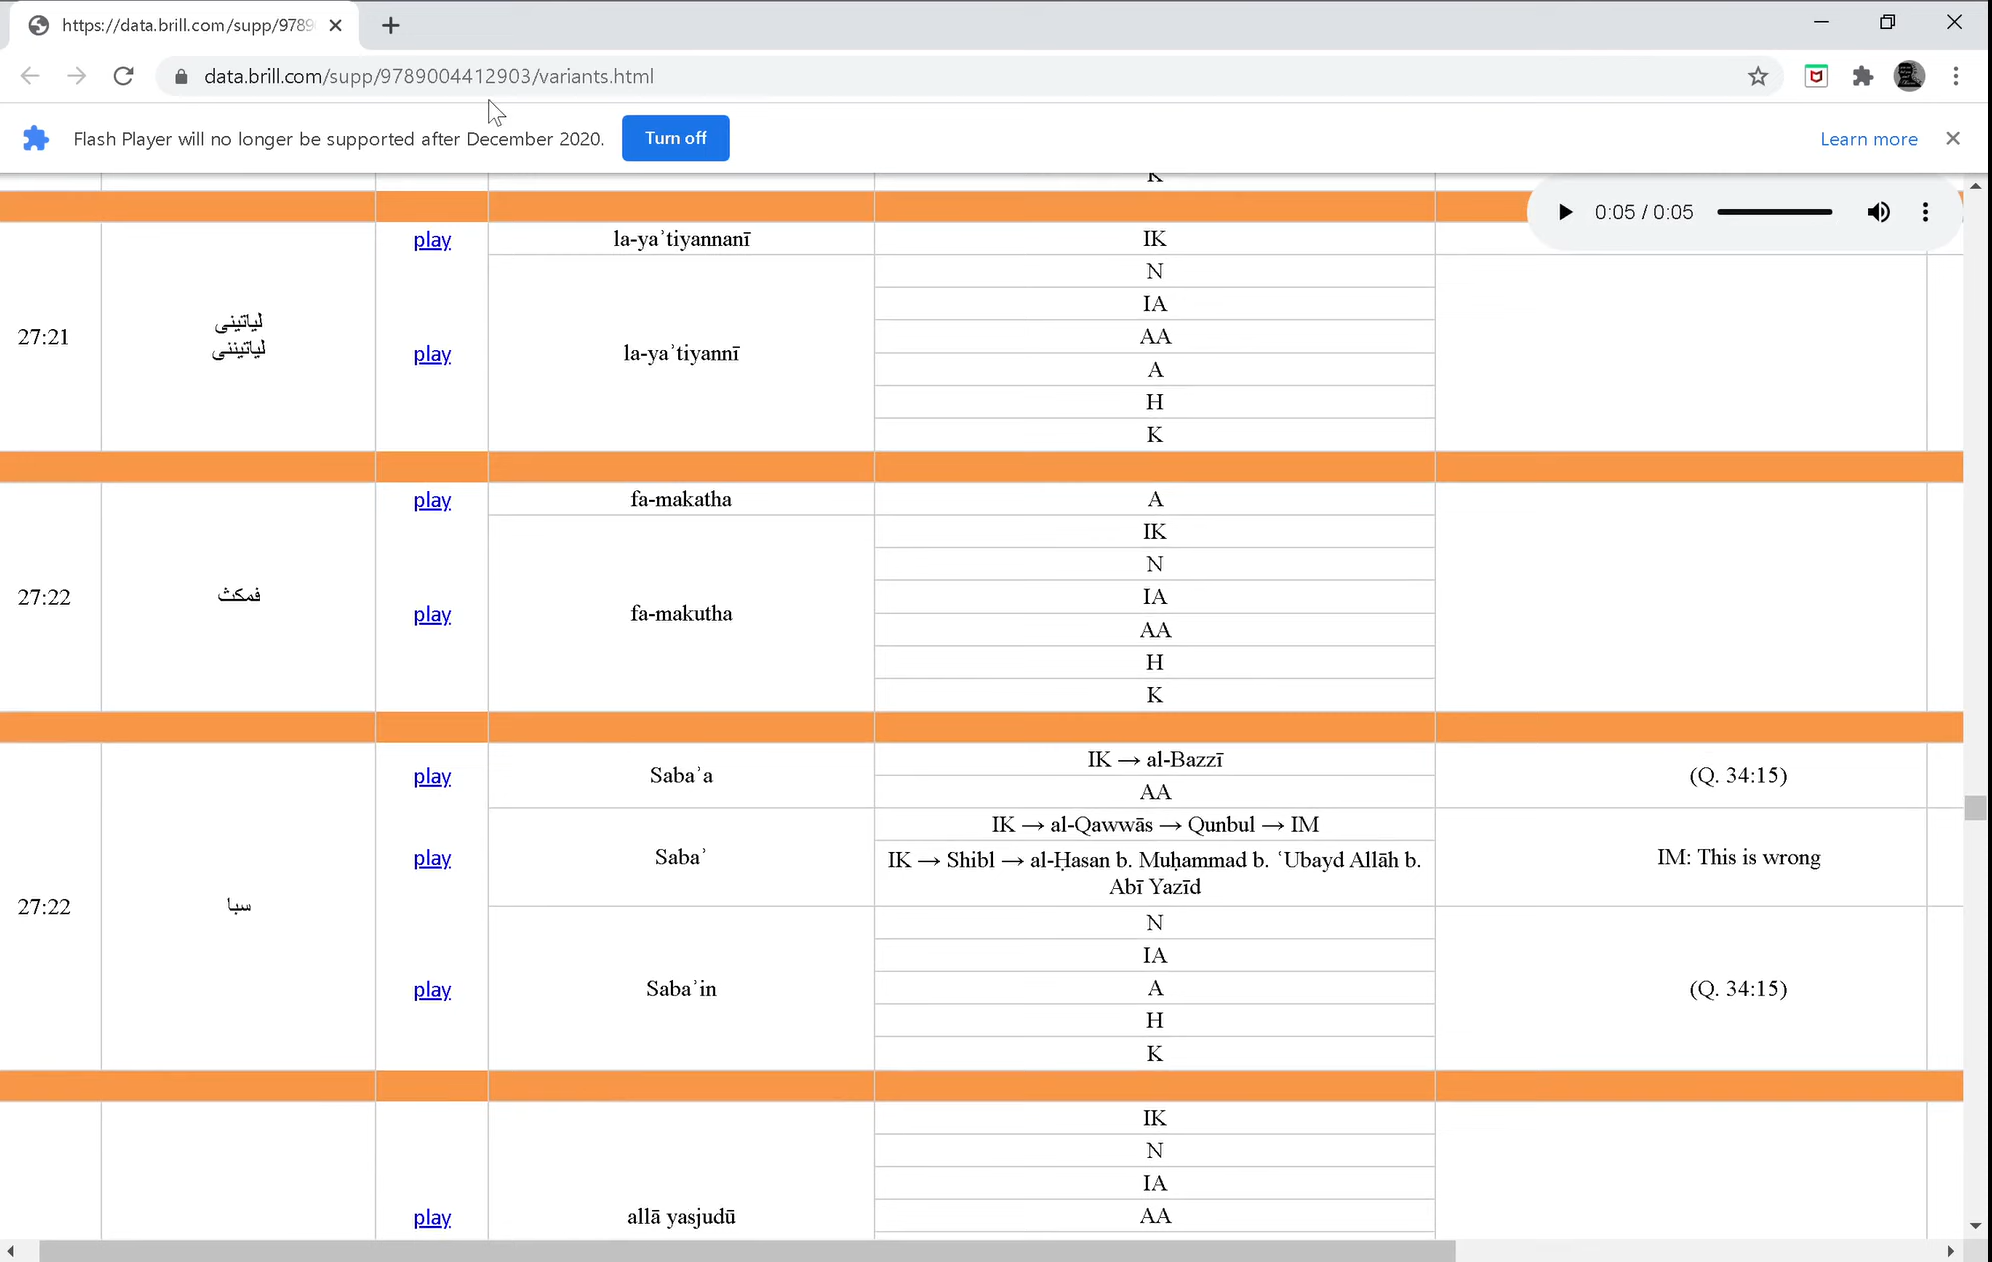 https://data.brill.com/supp/9789
data.brill.com/supp/9789004412903/variants.html
Flash Player will no longer be supported after December 2020.
Turn off
Learn more
K
0:05 / 0:05
27:21
لياتينى
لياتيننى
play
la-yaʾtiyannanī
IK
play
la-yaʾtiyannī
N
IA
AA
A
H
K
27:22
فمكث
play
fa-makatha
A
play
fa-makutha
IK
N
IA
AA
H
K
27:22
سبا
play
Sabaʾa
IK → al-Bazzī
AA
(Q. 34:15)
play
Sabaʾ
IK → al-Qawwās → Qunbul → IM
IK → Shibl → al-Ḥasan b. Muḥammad b. ʿUbayd Allāh b.
Abī Yazīd
IM: This is wrong
play
Sabaʾin
N
IA
A
H
K
(Q. 34:15)
play
allā yasjudū
IK
N
IA
AA